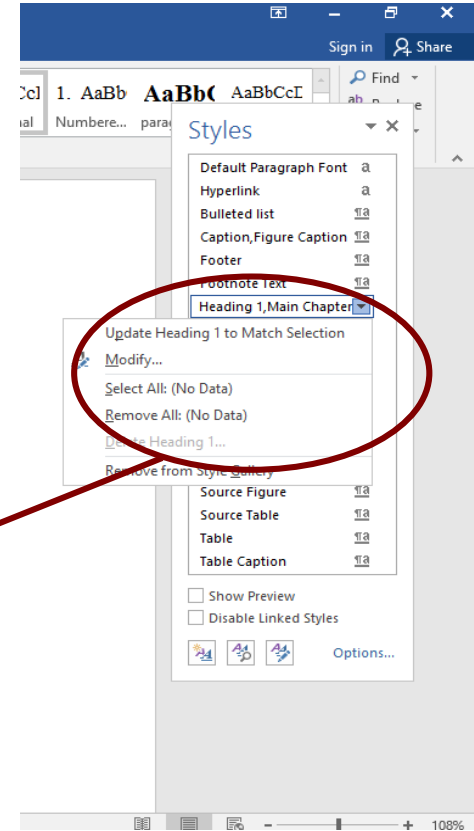 Sign in Share
Find
1. AaBb AaBb( AaBbCcD
Numbere...
Styles
Default Paragraph Font a
Hyperlink a
Bulleted list ¶a
Caption,Figure Caption ¶a
Footer ¶a
Footnote Text ¶a
Heading 1,Main Chapter
Update Heading 1 to Match Selection
Modify...
Select All: (No Data)
Remove All: (No Data)
Delete Heading 1...
Remove from Style Gallery
Source Figure ¶a
Source Table ¶a
Table ¶a
Table Caption ¶a
Show Preview
Disable Linked Styles
Options...
108%